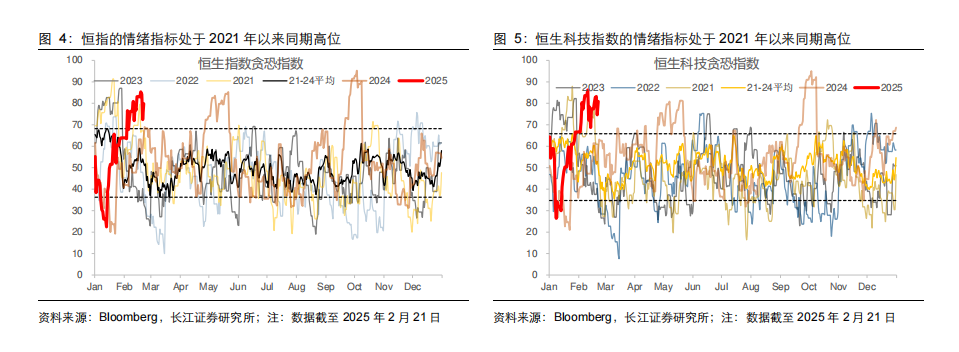 图 4：恒指的情绪指标处于 2021 年以来同期高位
恒生指数贪恐指数
2023 2022 2021 21-24平均 2024 2025
100
90
80
70
60
50
40
30
20
10
0
Jan Feb Mar Apr May Jun Jul Aug Sep Oct Nov Dec
资料来源：Bloomberg，长江证券研究所；注：数据截至 2025 年 2 月 21 日
图 5：恒生科技指数的情绪指标处于 2021 年以来同期高位
恒生科技贪恐指数
2023 2022 2021 21-24平均 2024 2025
100
90
80
70
60
50
40
30
20
10
0
Jan Feb Mar Apr May Jun Jul Aug Sep Oct Nov Dec
资料来源：Bloomberg，长江证券研究所；注：数据截至 2025 年 2 月 21 日